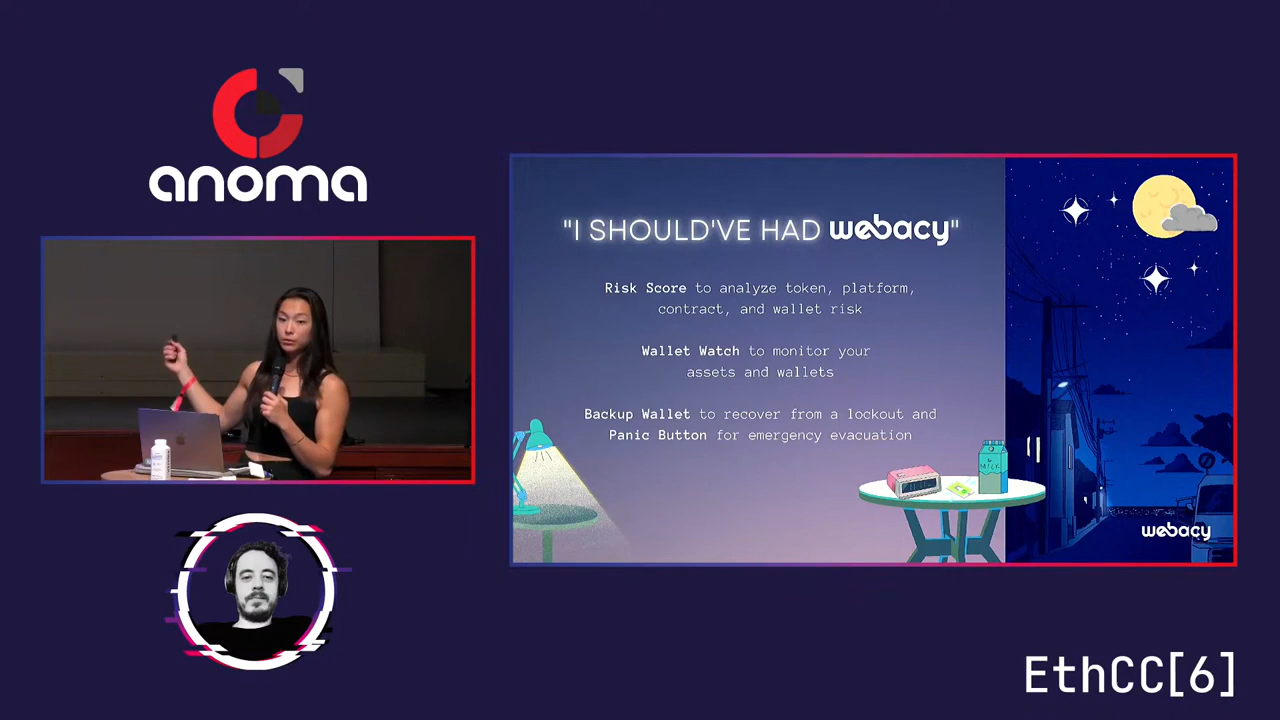 anoma
"I SHOULD'VE HAD webacy"
Risk Score to analyze token, platform,
contract, and wallet risk
Wallet Watch to monitor your
assets and wallets
Backup Wallet to recover from a lockout and
Panic Button for emergency evacuation
MILK
webacy
EthCC[6]